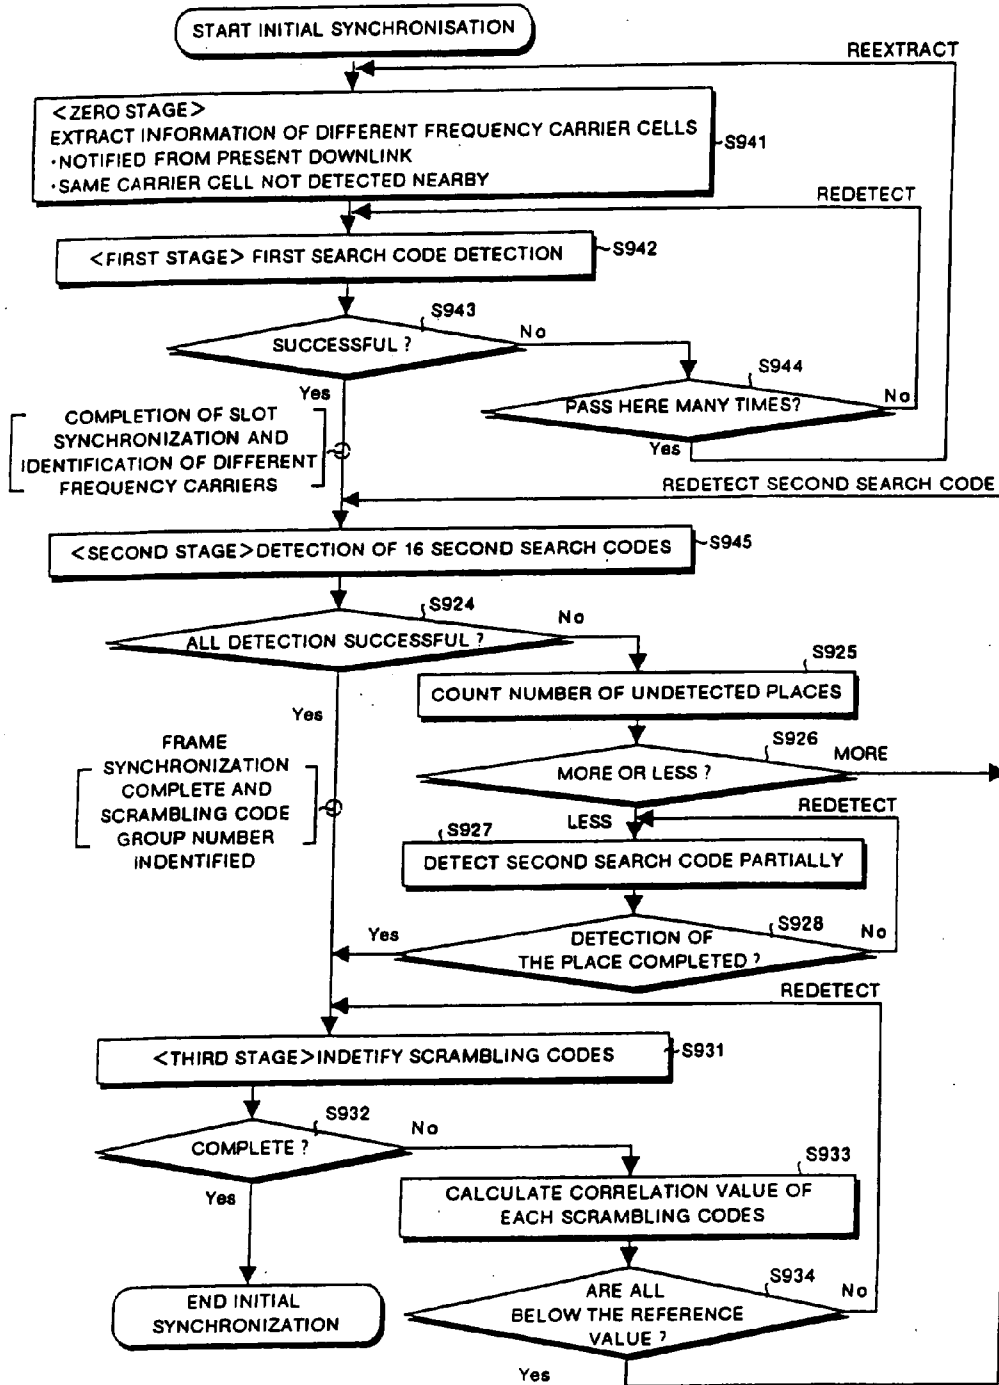 START INITIAL SYNCHRONISATION
REEXTRACT
<ZERO STAGE>
EXTRACT INFORMATION OF DIFFERENT FREQUENCY CARRIER CELLS
·NOTIFIED FROM PRESENT DOWNLINK
·SAME CARRIER CELL NOT DETECTED NEARBY
S941
REDETECT
<FIRST STAGE> FIRST SEARCH CODE DETECTION
S942
S943
SUCCESSFUL ?
No
Yes
S944
PASS HERE MANY TIMES?
No
Yes
COMPLETION OF SLOT
SYNCHRONIZATION AND
IDENTIFICATION OF DIFFERENT
FREQUENCY CARRIERS
REDETECT SECOND SEARCH CODE
<SECOND STAGE>DETECTION OF 16 SECOND SEARCH CODES
S945
S924
ALL DETECTION SUCCESSFUL ?
No
Yes
S925
COUNT NUMBER OF UNDETECTED PLACES
S926
MORE OR LESS ?
MORE
LESS
REDETECT
FRAME
SYNCHRONIZATION
COMPLETE AND
SCRAMBLING CODE
GROUP NUMBER
INDENTIFIED
S927
DETECT SECOND SEARCH CODE PARTIALLY
S928
DETECTION OF
THE PLACE COMPLETED ?
No
Yes
REDETECT
<THIRD STAGE>INDETIFY SCRAMBLING CODES
S931
S932
COMPLETE ?
No
Yes
S933
CALCULATE CORRELATION VALUE OF
EACH SCRAMBLING CODES
S934
ARE ALL
BELOW THE REFERENCE
VALUE ?
No
Yes
END INITIAL
SYNCHRONIZATION